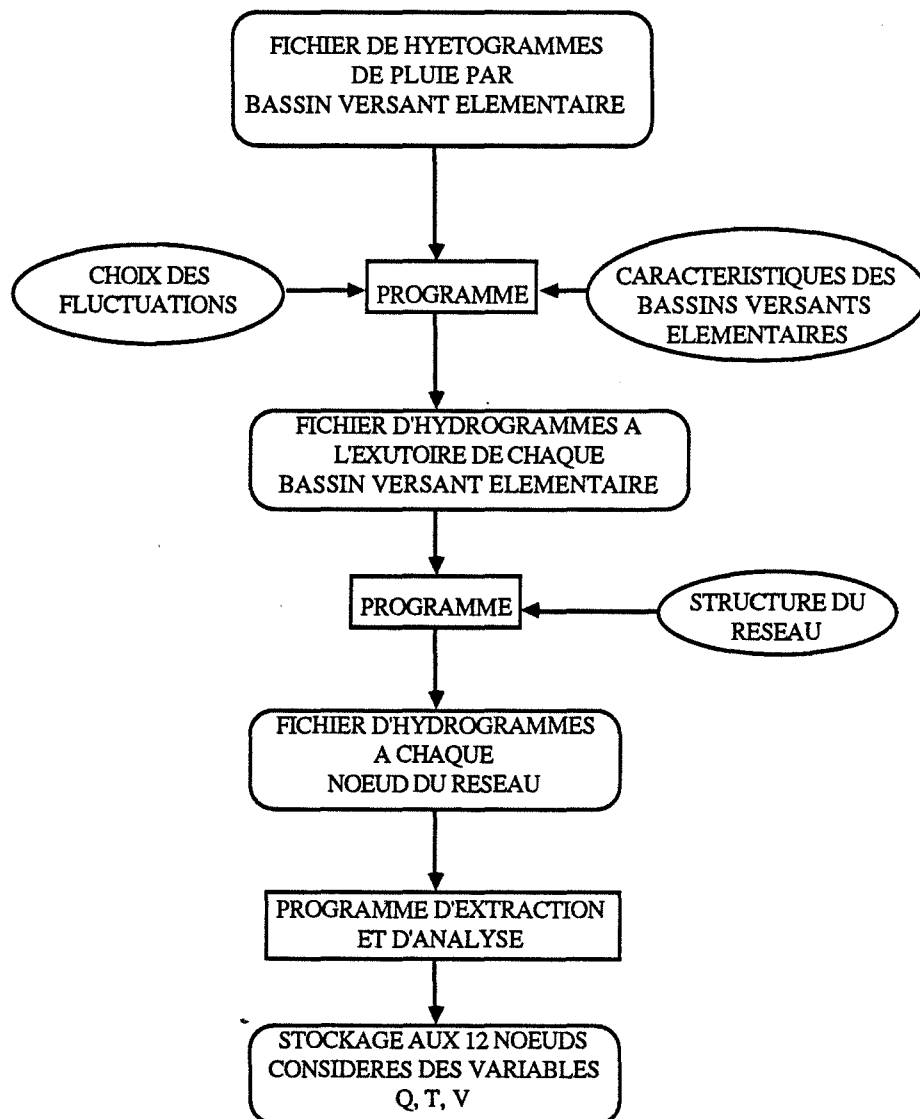 FICHIER DE HYETOGRAMMES
DE PLUIE PAR
BASSIN VERSANT ELEMENTAIRE
CHOIX DES
FLUCTUATIONS
PROGRAMME
CARACTERISTIQUES DES
BASSINS VERSANTS
ELEMENTAIRES
FICHIER D'HYDROGRAMMES A
L'EXUTOIRE DE CHAQUE
BASSIN VERSANT ELEMENTAIRE
PROGRAMME
STRUCTURE DU
RESEAU
FICHIER D'HYDROGRAMMES
A CHAQUE
NOEUD DU RESEAU
PROGRAMME D'EXTRACTION
ET D'ANALYSE
STOCKAGE AUX 12 NOEUDS
CONSIDERES DES VARIABLES
Q, T, V